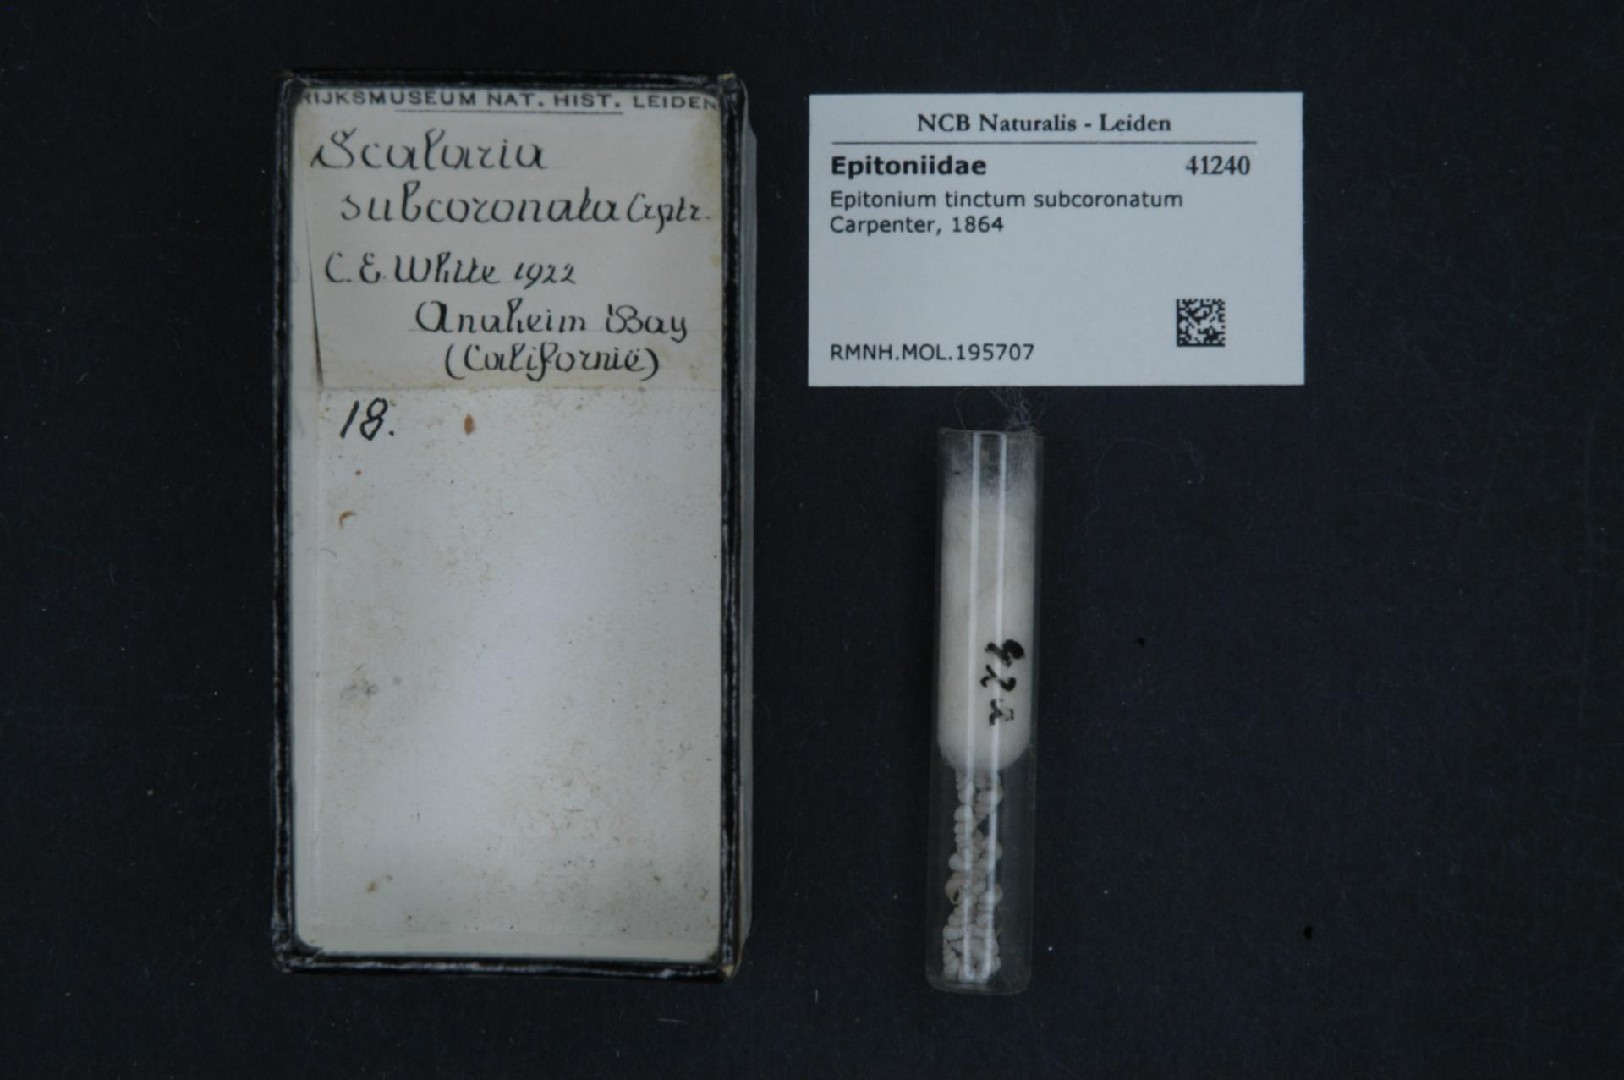 RIJKSMUSEUM NAT. HIST. LEIDEN
Scalaria
subcoronata Crptr.
C. E. White 1922
Anaheim Bay
(Californië)
18.
NCB Naturalis - Leiden
Epitoniidae 41240
Epitonium tinctum subcoronatum
Carpenter, 1864
RMNH.MOL.195707